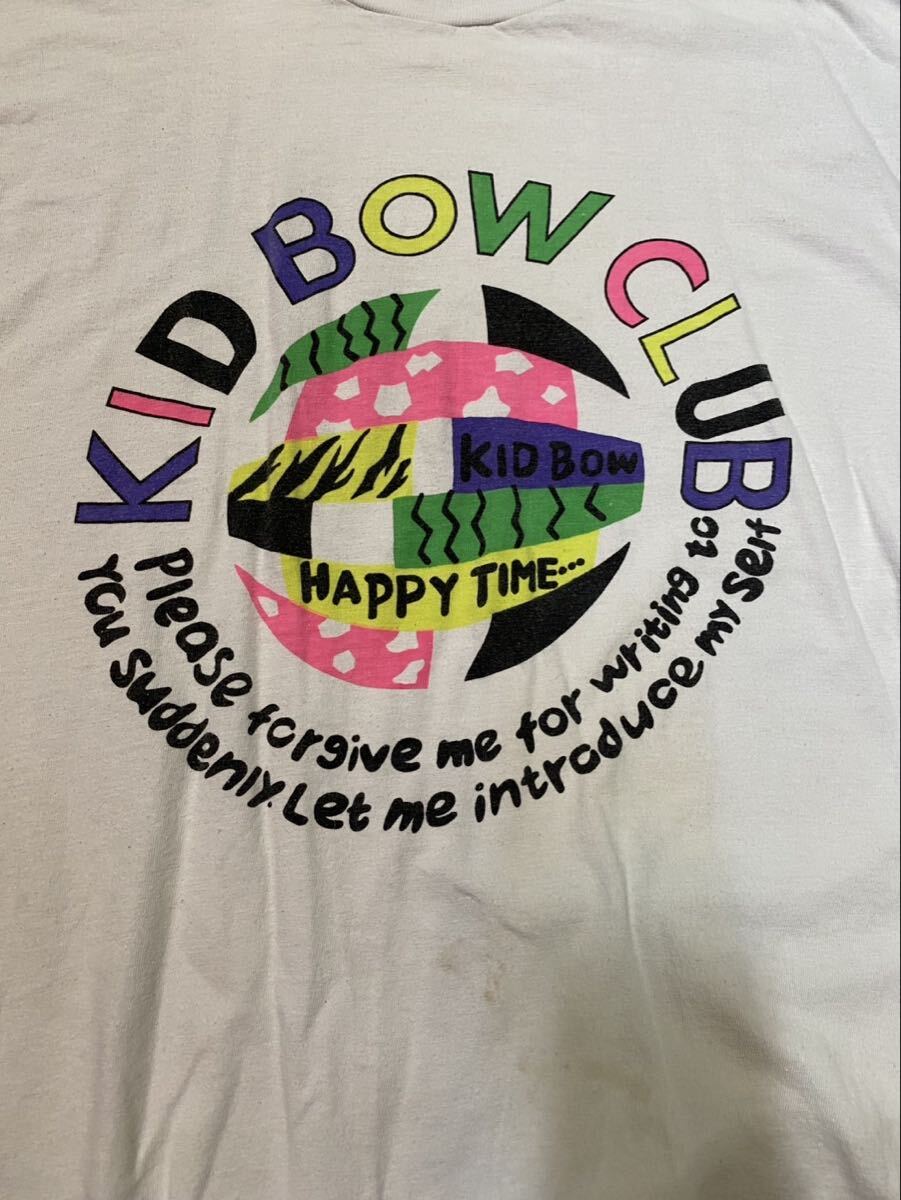 KID BOW CLUB
KID BOW
HAPPY TIME...
Please forgive me for writing to
you suddenly. Let me introduce my self